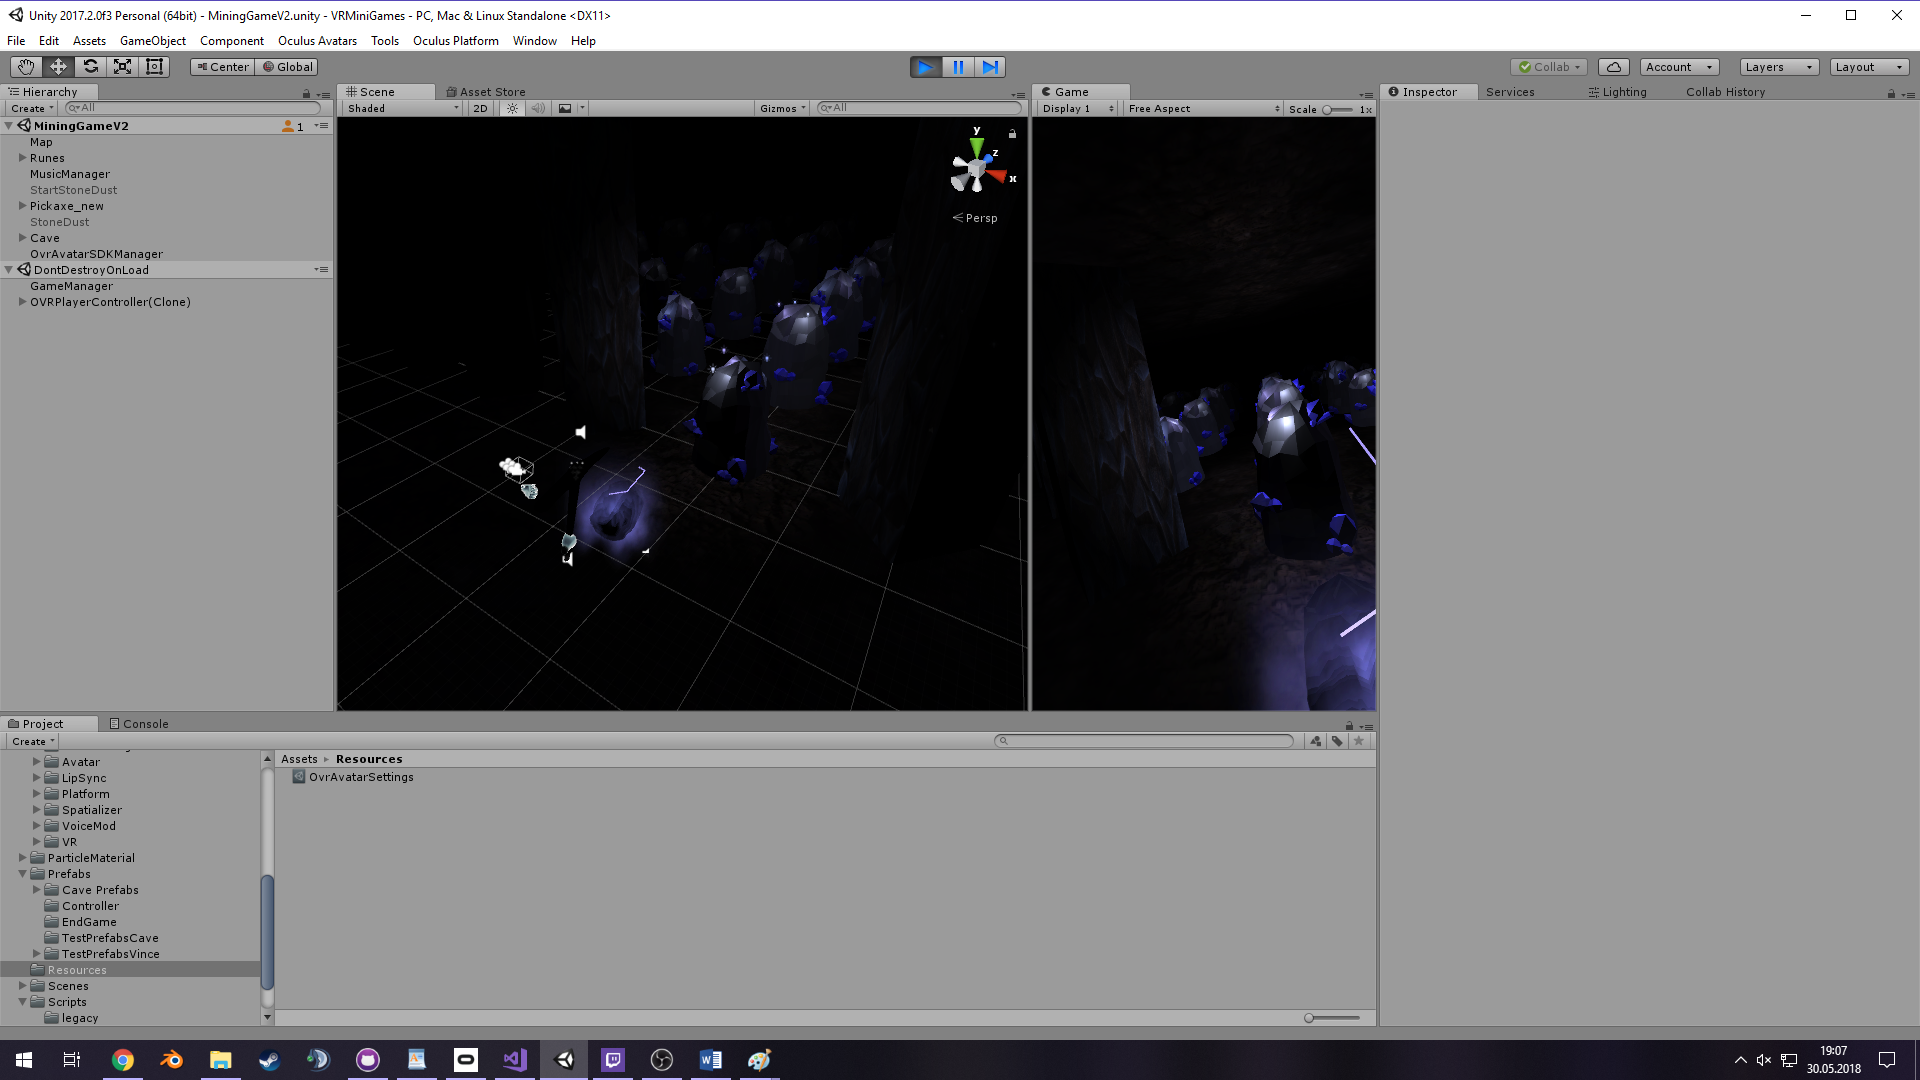 Unity 2017.2.0f3 Personal (64bit) - MiningGameV2.unity - VRMiniGames - PC, Mac & Linux Standalone <DX11>
File Edit Assets GameObject Component Oculus Avatars Tools Oculus Platform Window Help
Center Global Collab Account Layers Layout
Hierarchy
Create All
MiningGameV2 1
Map
Runes
MusicManager
StartStoneDust
Pickaxe_new
StoneDust
Cave
OvrAvatarSDKManager
DontDestroyOnLoad
GameManager
OVRPlayerController(Clone)
Scene Asset Store
Shaded 2D Gizmos All
y
z
x
Persp
Game
Display 1 Free Aspect Scale 1x
Inspector Services Lighting Collab History
Project Console
Create
Avatar
LipSync
Platform
Spatializer
VoiceMod
VR
ParticleMaterial
Prefabs
Cave Prefabs
Controller
EndGame
TestPrefabsCave
TestPrefabsVince
Resources
Scenes
Scripts
legacy
Assets Resources
OvrAvatarSettings
19:07
30.05.2018